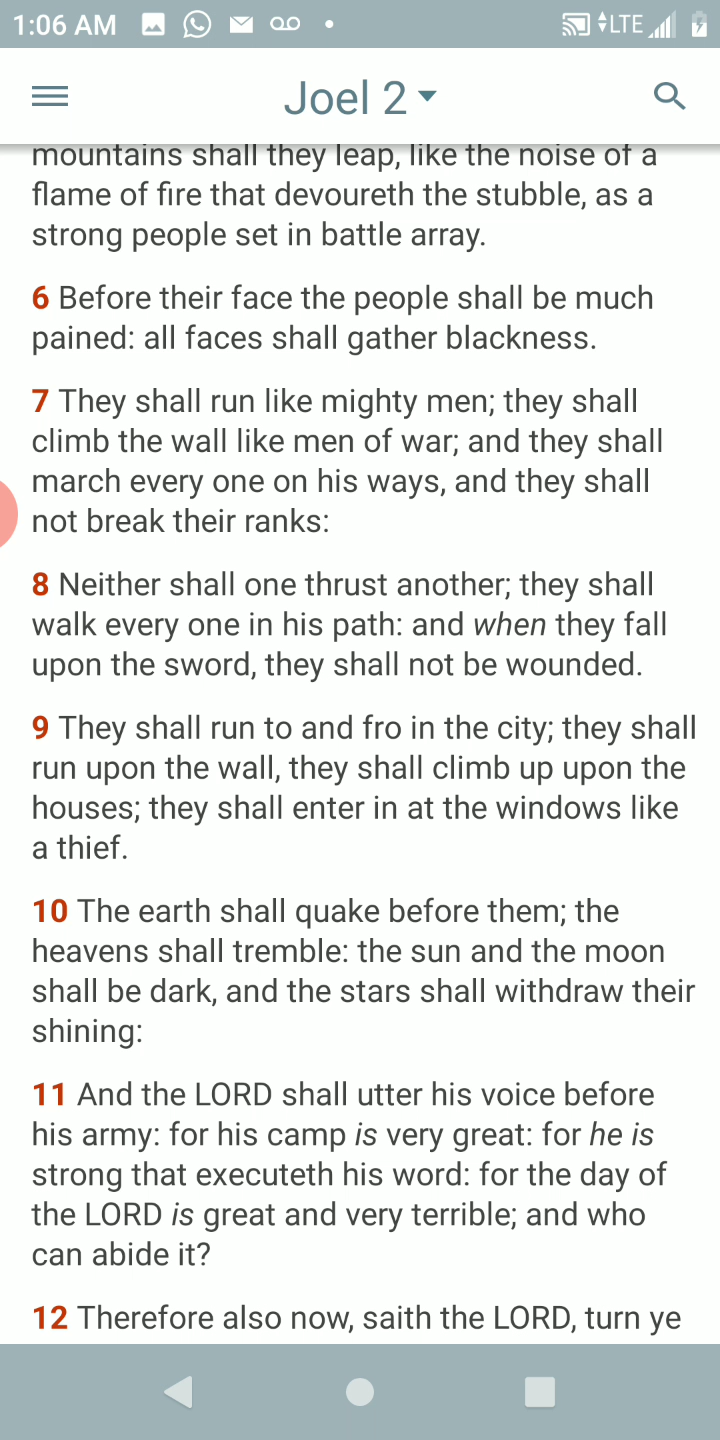 1:06 AM
LTE
Joel 2
mountains shall they leap, like the noise of a
flame of fire that devoureth the stubble, as a
strong people set in battle array.
6 Before their face the people shall be much
pained: all faces shall gather blackness.
7 They shall run like mighty men; they shall
climb the wall like men of war; and they shall
march every one on his ways, and they shall
not break their ranks:
8 Neither shall one thrust another; they shall
walk every one in his path: and when they fall
upon the sword, they shall not be wounded.
9 They shall run to and fro in the city; they shall
run upon the wall, they shall climb up upon the
houses; they shall enter in at the windows like
a thief.
10 The earth shall quake before them; the
heavens shall tremble: the sun and the moon
shall be dark, and the stars shall withdraw their
shining:
11 And the LORD shall utter his voice before
his army: for his camp is very great: for he is
strong that executeth his word: for the day of
the LORD is great and very terrible; and who
can abide it?
12 Therefore also now, saith the LORD, turn ye